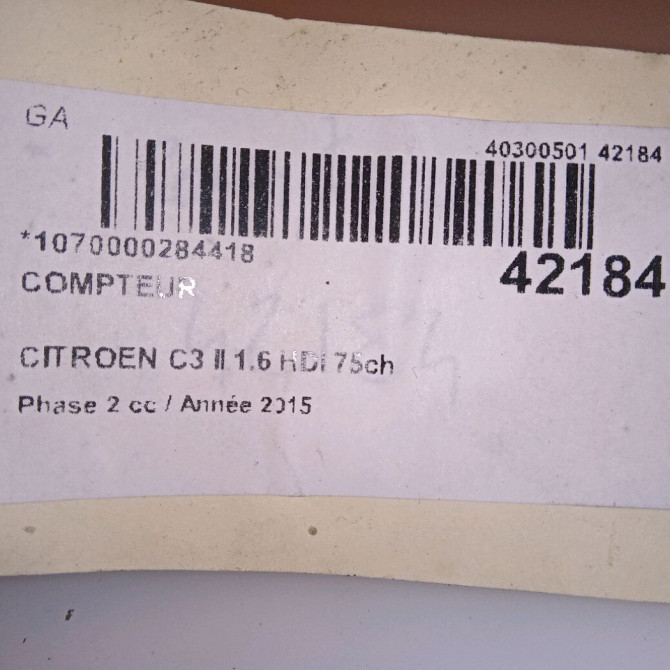 GA
40300501 42184
*1070000284418
42184
COMPTEUR
CITROEN C3 II 1.6 HDI 75ch
Phase 2 cc / Année 2015